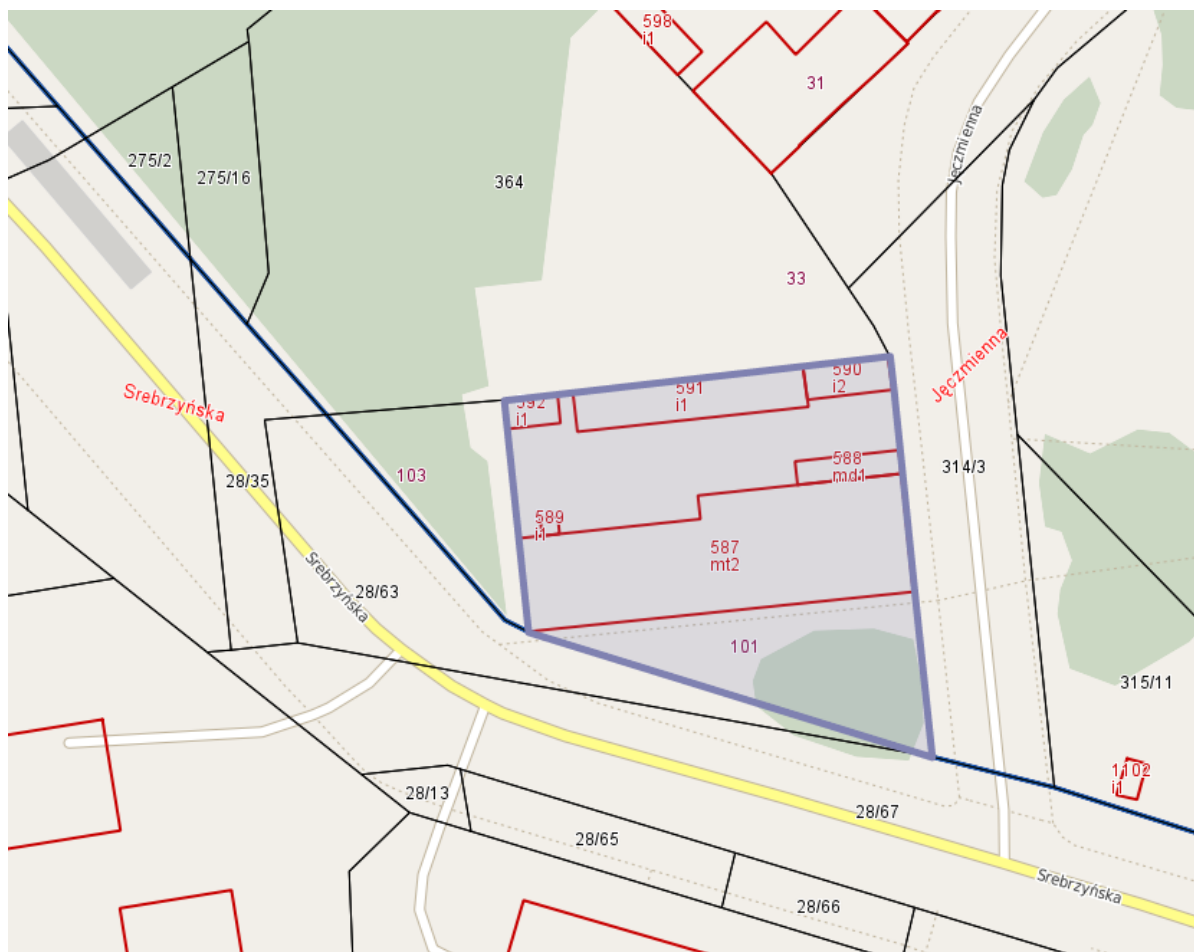 598
i1
31
Jęczmienna
275/2
275/16
364
33
Srebrzyńska
590
i2
591
i1
592
i1
Jęczmienna
103
28/35
314/3
588
md1
589
i1
587
mt2
Srebrzyńska
28/63
101
315/11
1102
i1
28/13
28/65
28/67
Srebrzyńska
28/66